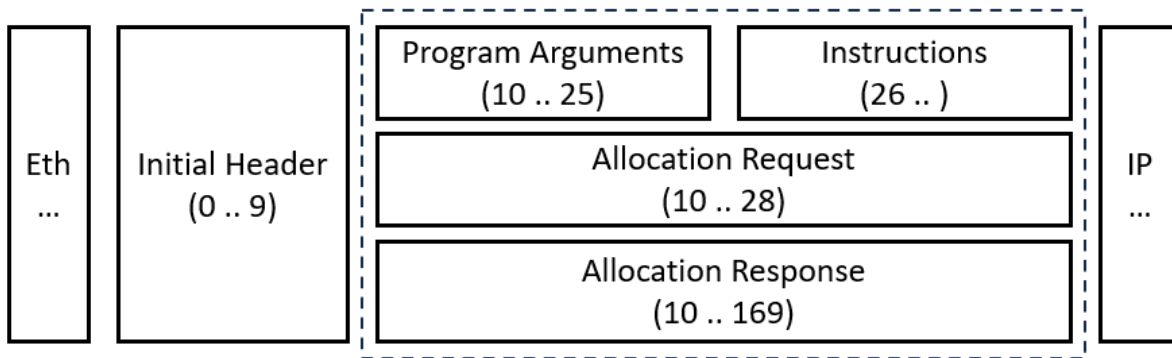 Eth
...
Initial Header
(0 .. 9)
Program Arguments
(10 .. 25)
Instructions
(26 .. )
Allocation Request
(10 .. 28)
Allocation Response
(10 .. 169)
IP
...